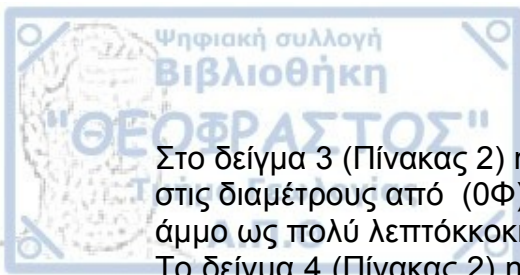 Ψηφιακή συλλογή
Βιβλιοθήκη
"ΘΕΟΦΡΑΣΤΟΣ"
Στο δείγμα 3 (Πίνακας 2) η
στις διαμέτρους από (0Φ)
άμμο ως πολύ λεπτόκοκκη
Το δείγμα 4 (Πίνακας 2) η